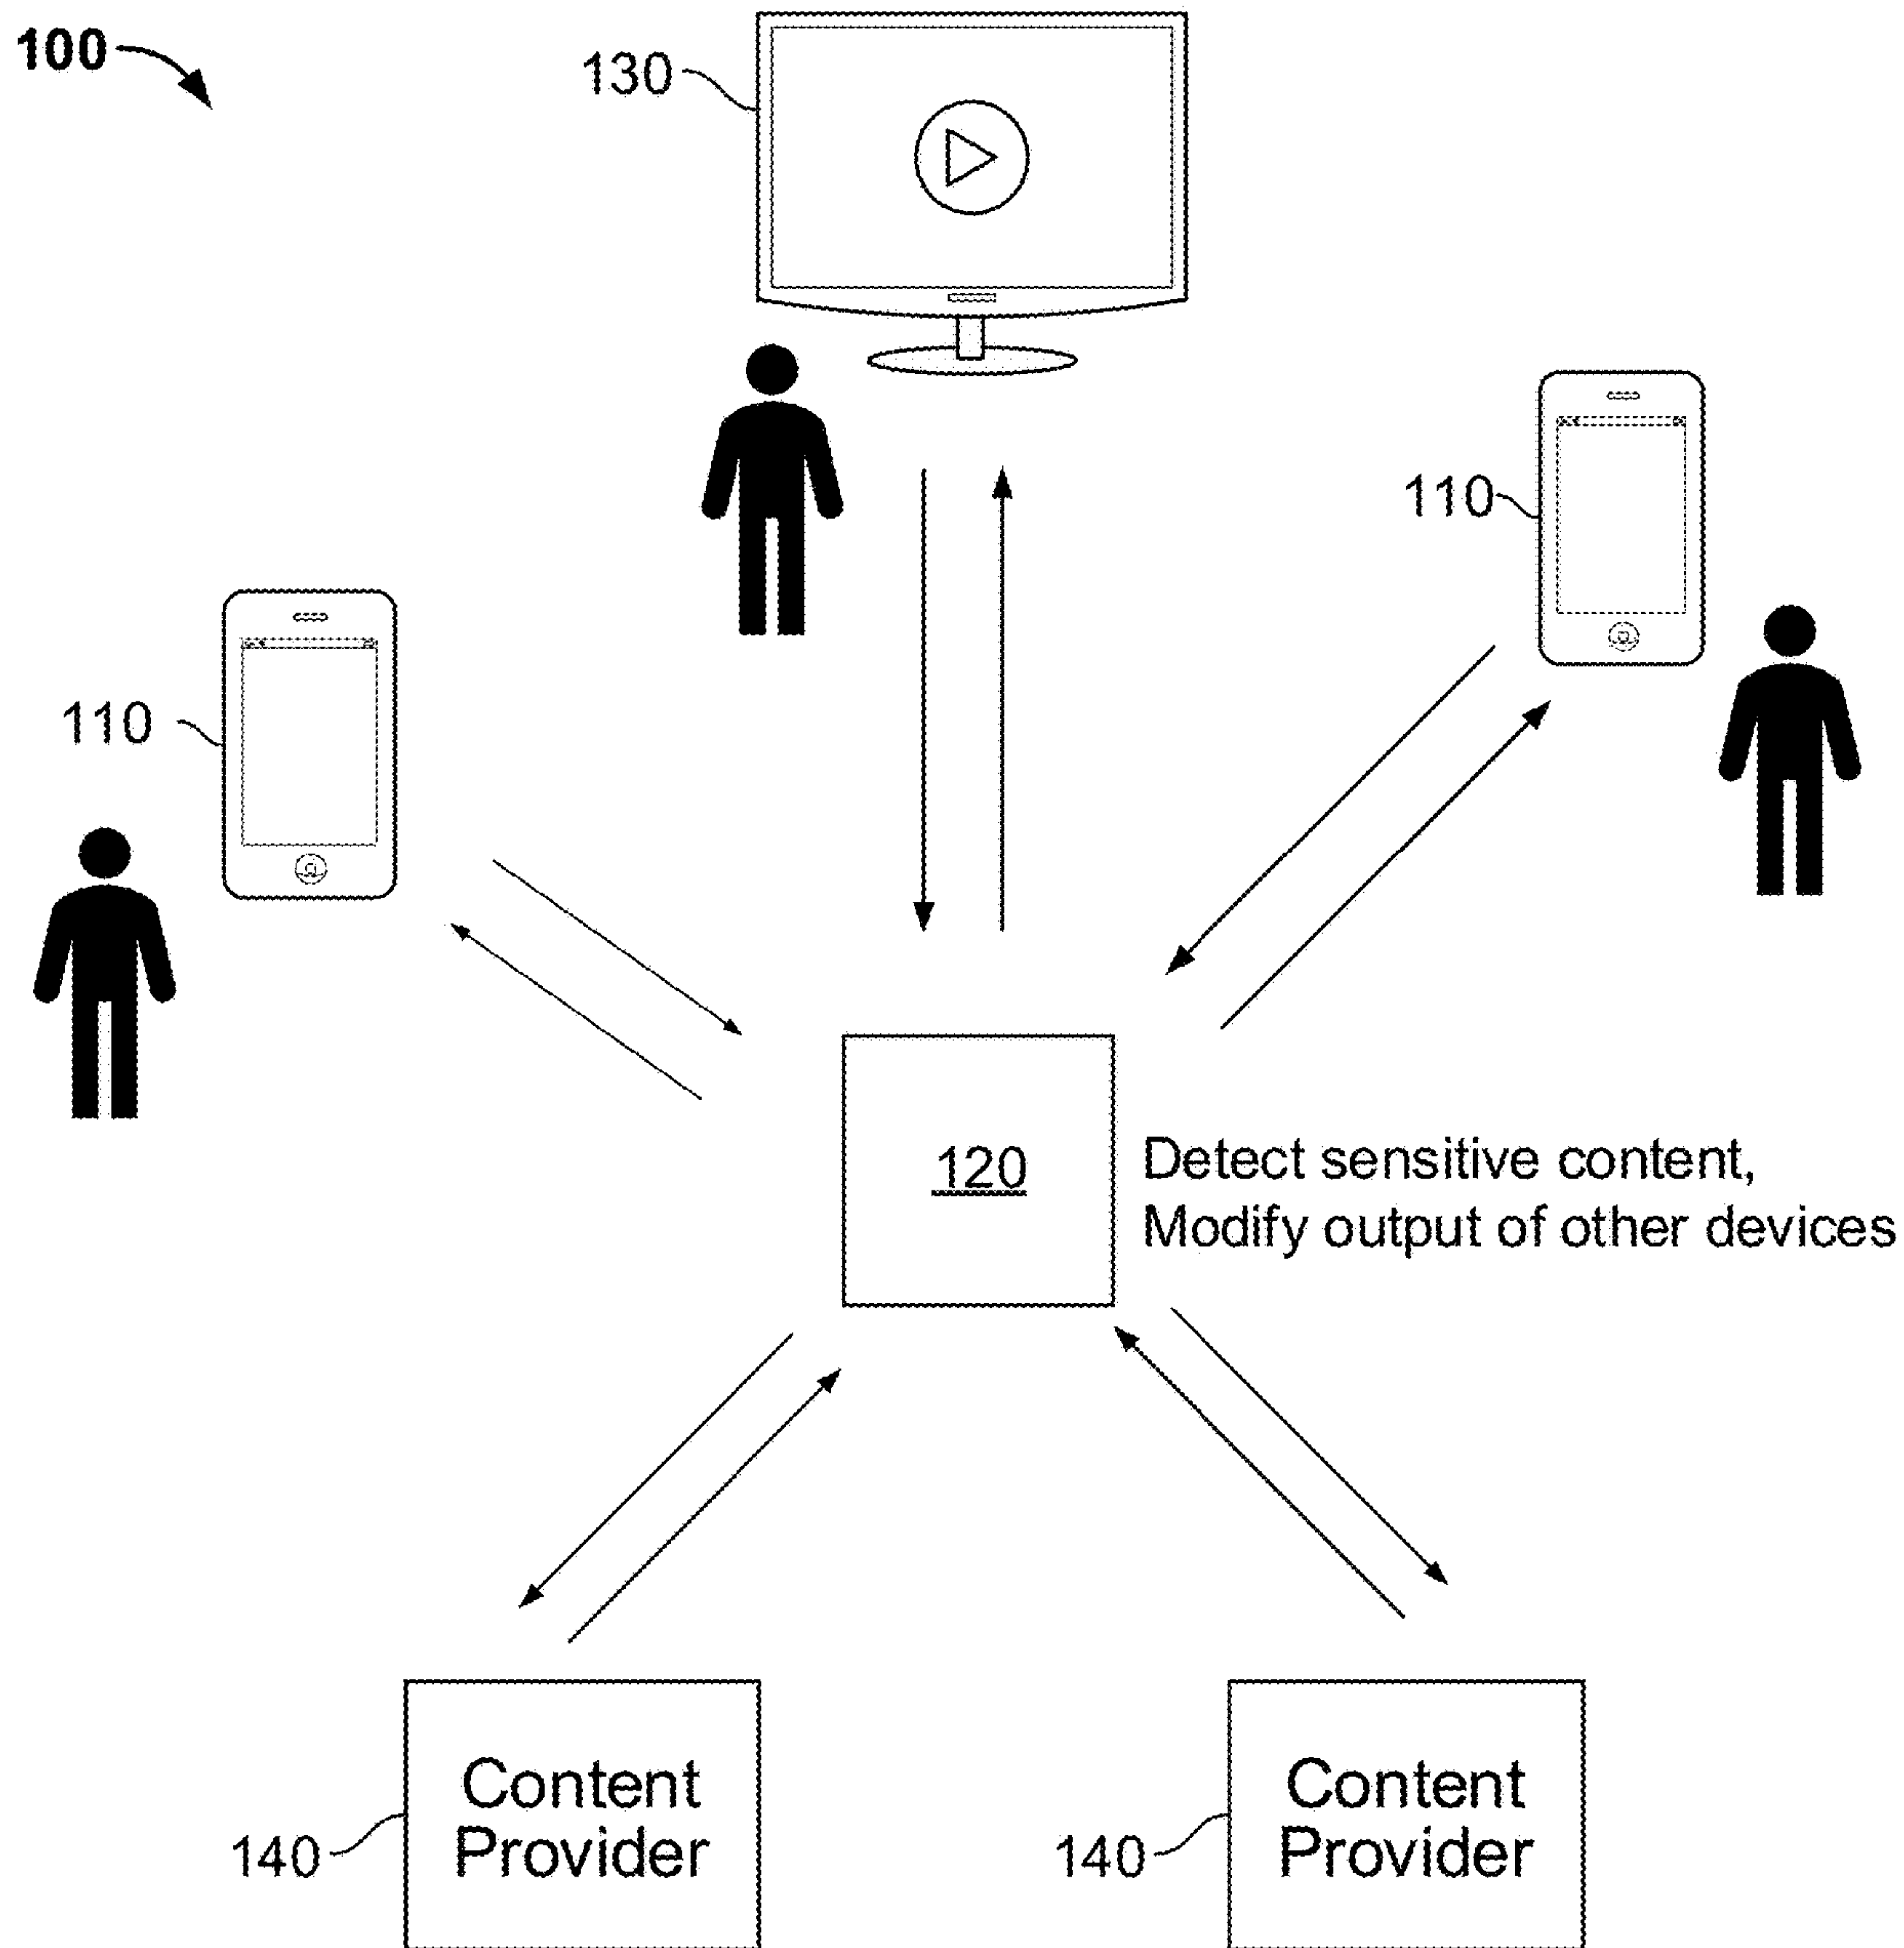 100
130
110
110
120
Detect sensitive content,
Modify output of other devices
Content
Provider
140
Content
Provider
140